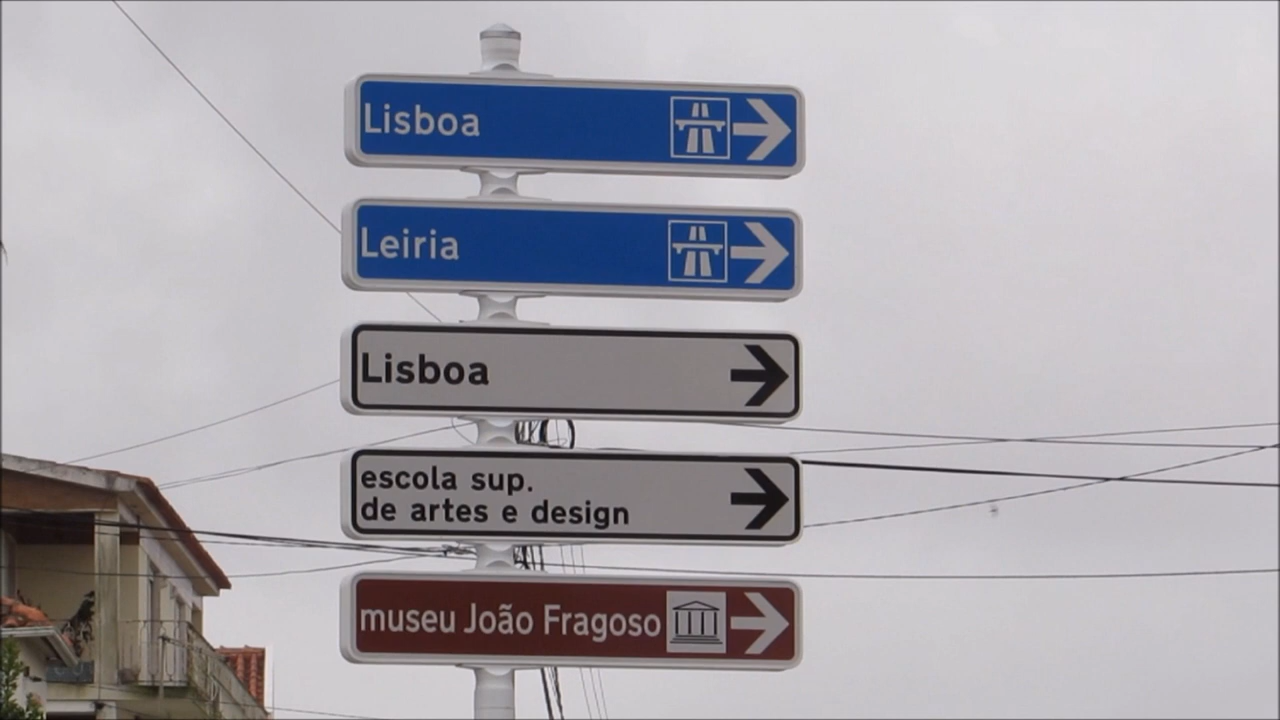 Lisboa
Leiria
Lisboa
escola sup.
de artes e design
museu João Fragoso